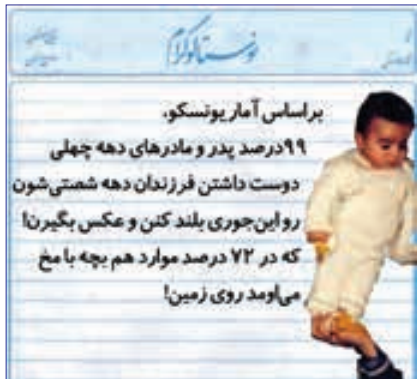 نوستالوگرام
براساس آمار یونسکو،
۹۹درصد پدر و مادرهای دهه چهلی
دوست داشتن فرزندان دهه شصتی‌شون
رو این‌جوری بلند کنن و عکس بگیرن!
که در ۷۲ درصد موارد هم بچه با مخ
می‌اومد روی زمین!